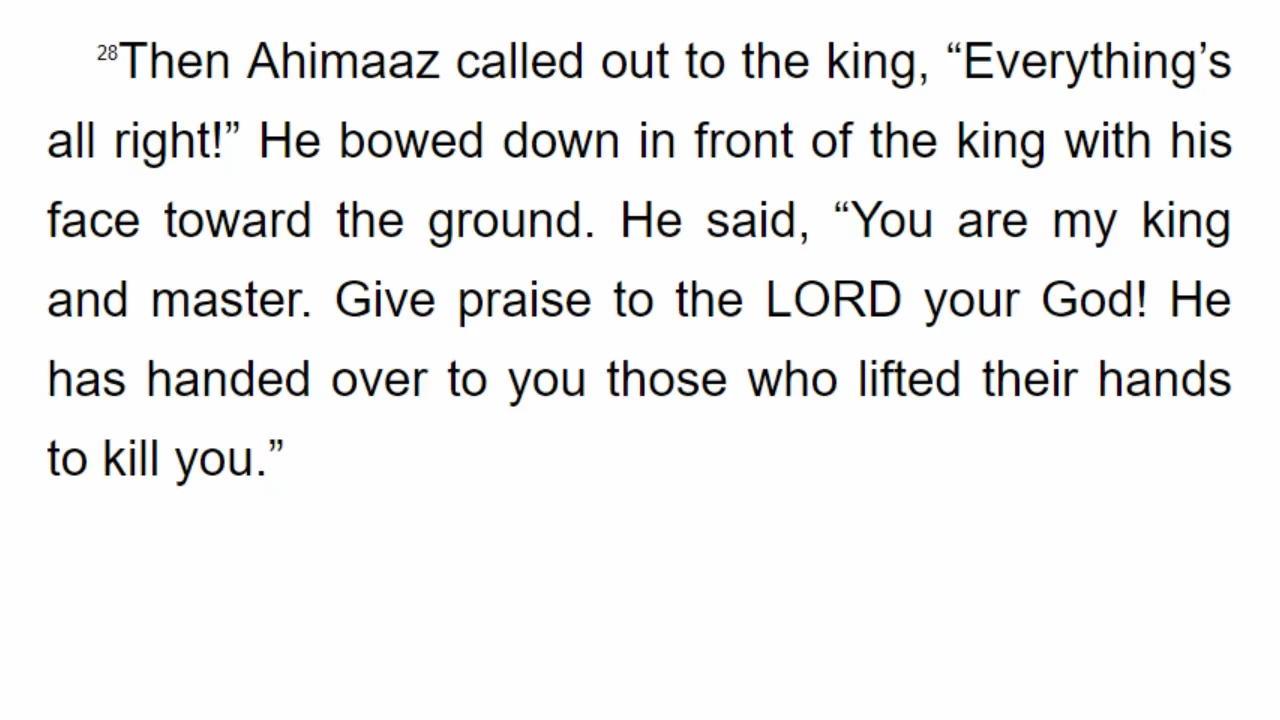 28Then Ahimaaz called out to the king, “Everything’s
all right!” He bowed down in front of the king with his
face toward the ground. He said, “You are my king
and master. Give praise to the LORD your God! He
has handed over to you those who lifted their hands
to kill you.”